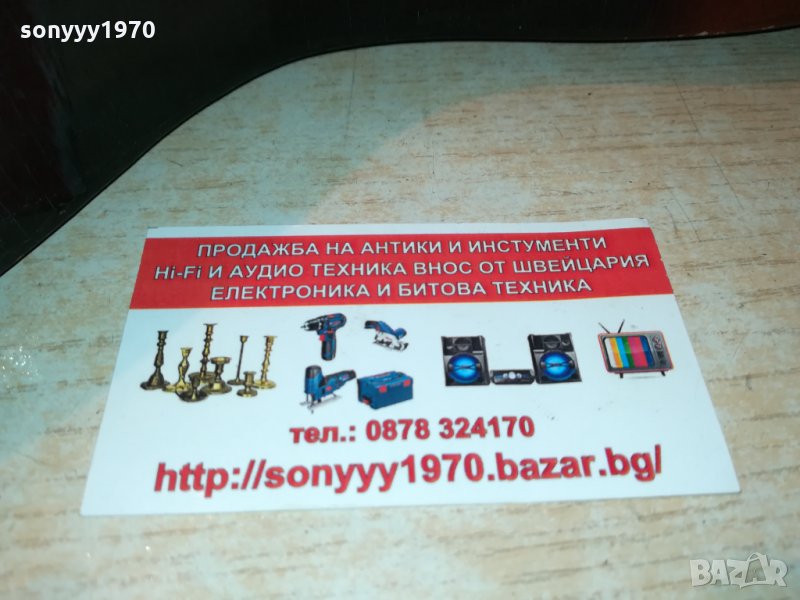 sonyyy1970
ПРОДАЖБА НА АНТИКИ И ИНСТУМЕНТИ
Hi-Fi И АУДИО ТЕХНИКА ВНОС ОТ ШВЕЙЦАРИЯ
ЕЛЕКТРОНИКА И БИТОВА ТЕХНИКА
тел.: 0878 324170
http://sonyyy1970.bazar.bg/
BAZAR